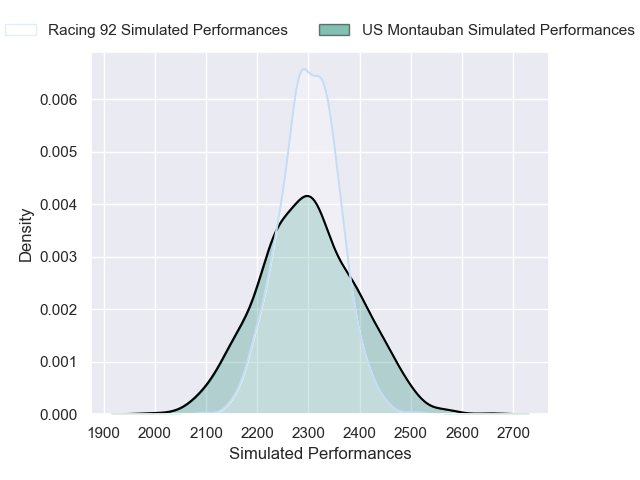 Racing 92 Simulated Performances US Montauban Simulated Performances
0.006
0.005
0.004
0.003
0.002
0.001
0.000
Density
1900 2000 2100 2200 2300 2400 2500 2600 2700
Simulated Performances